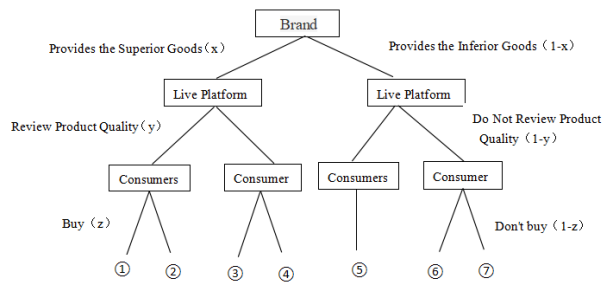 Brand
Provides the Superior Goods(x)
Provides the Inferior Goods (1-x)
Live Platform
Live Platform
Review Product Quality(y)
Do Not Review Product
Quality (1-y)
Consumers
Consumer
Consumers
Consumer
Buy (z)
Don't buy (1-z)
①
②
③
④
⑤
⑥
⑦